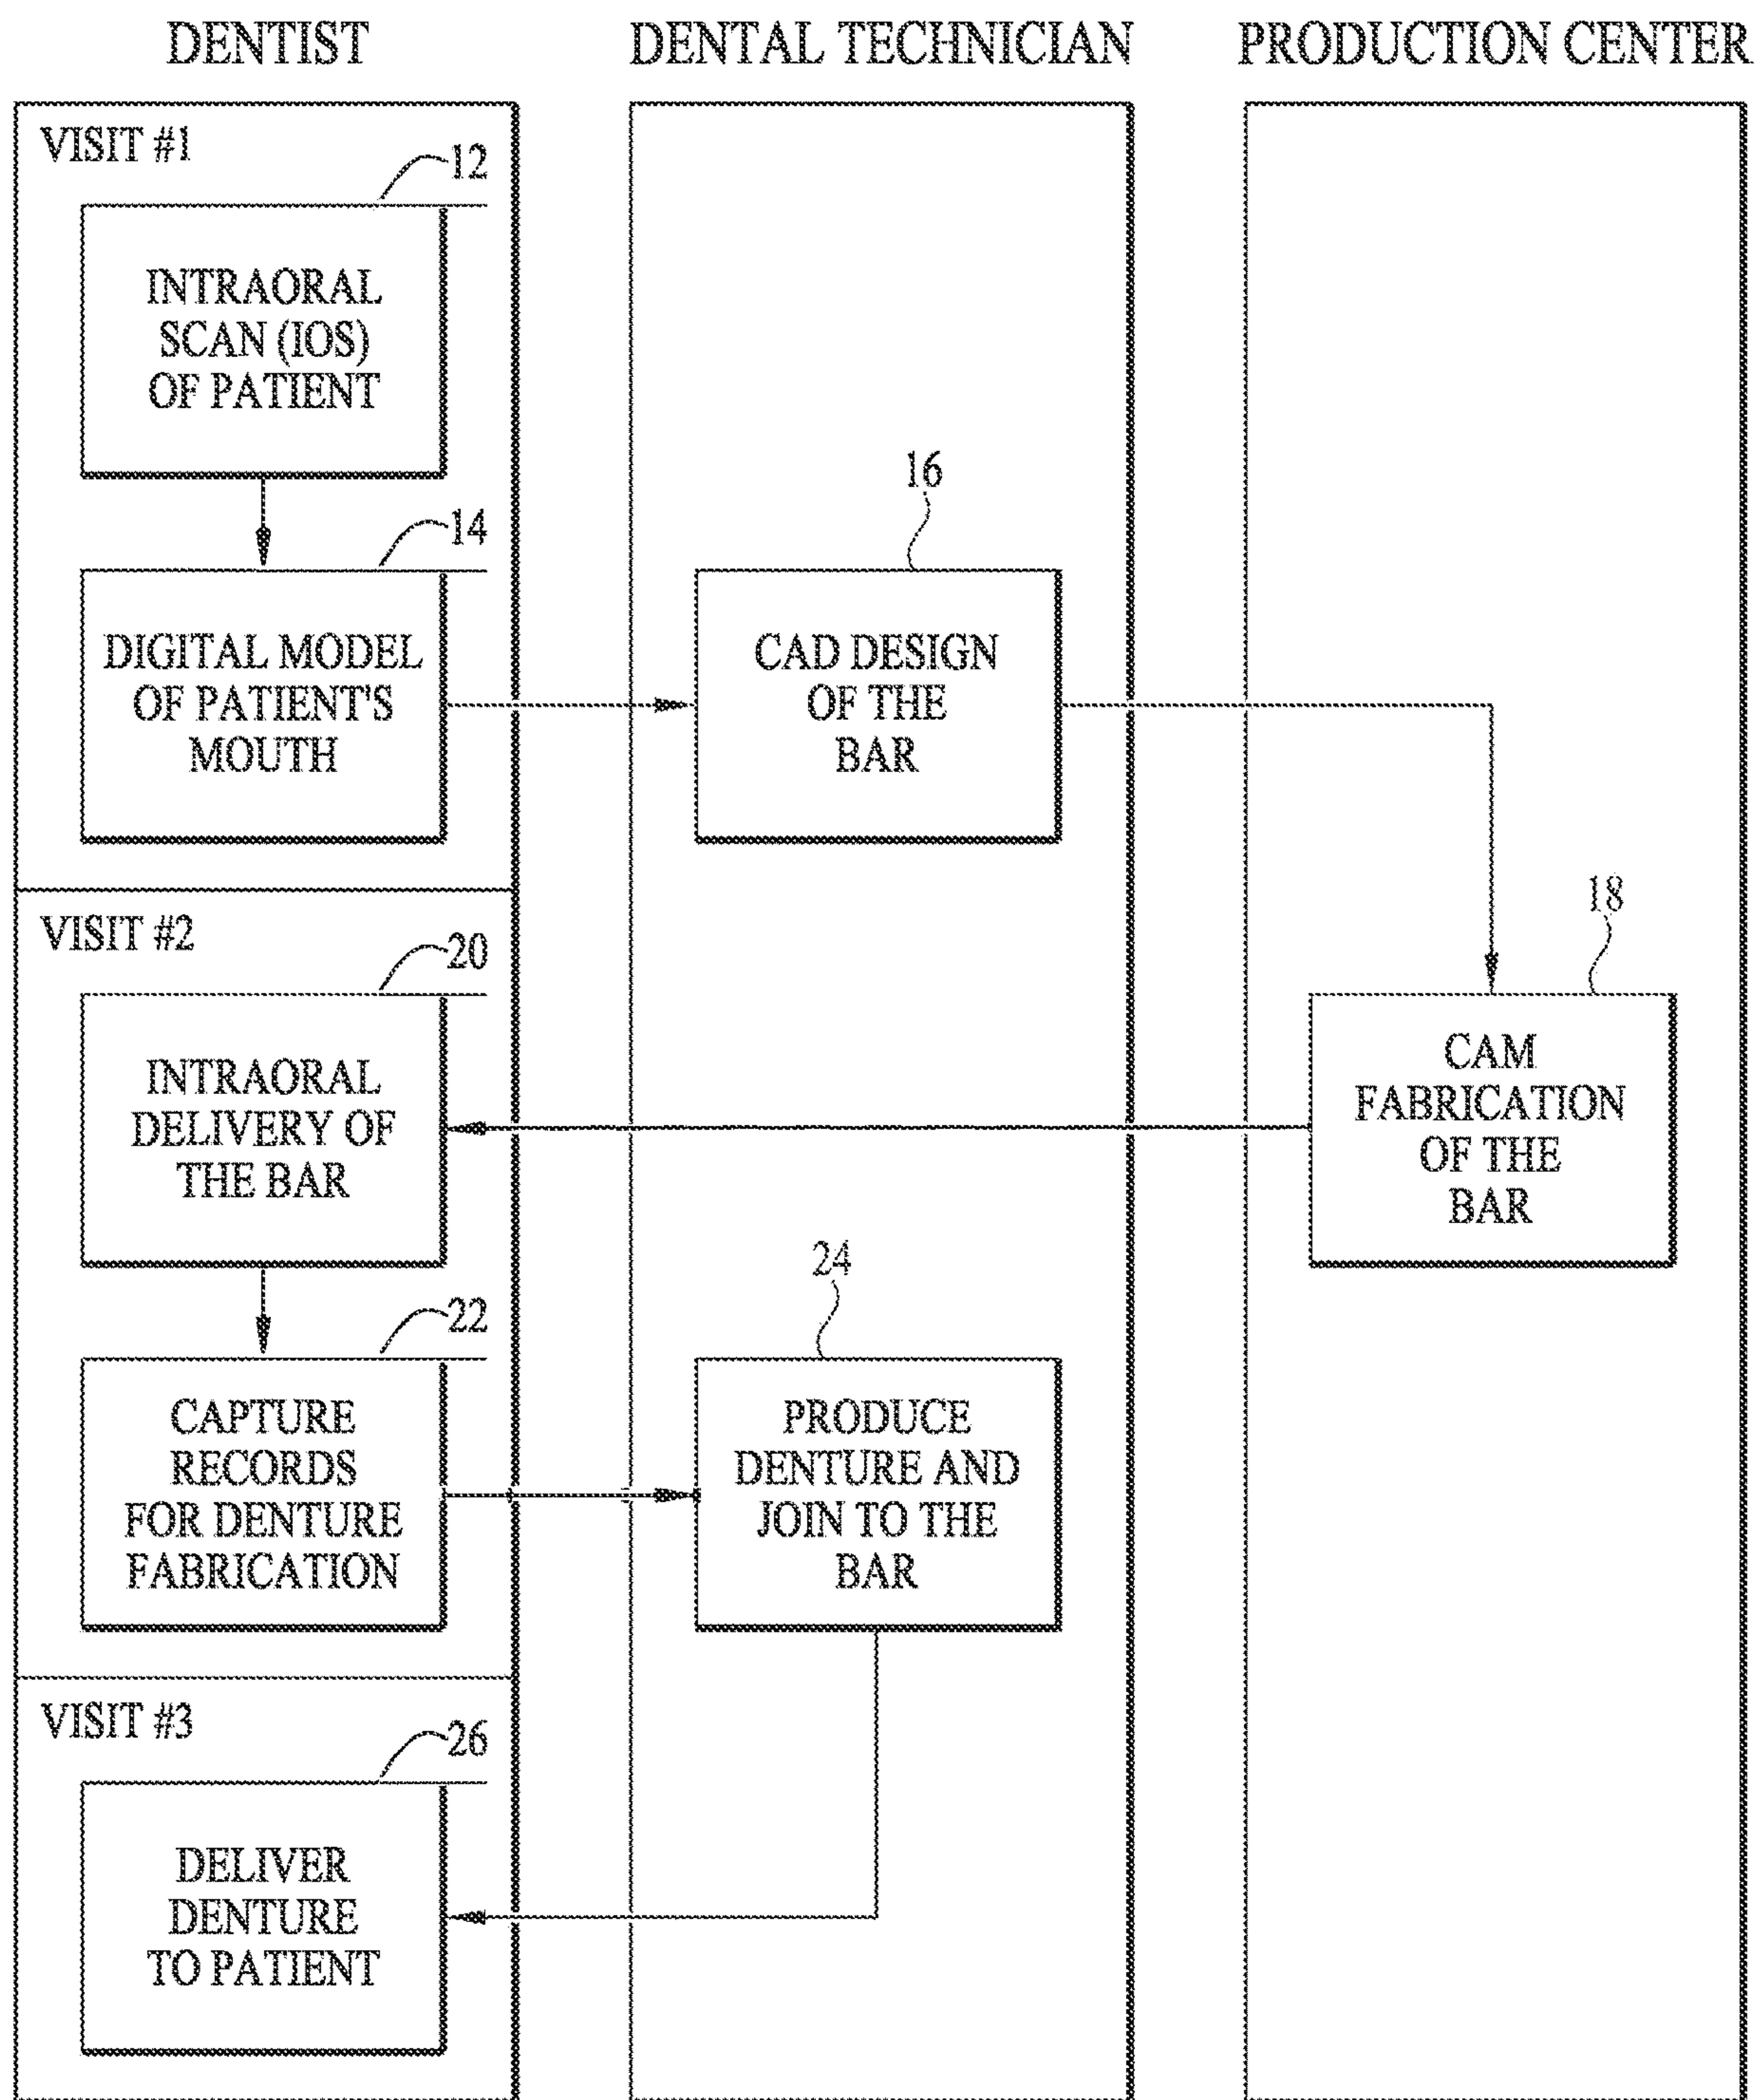 DENTIST
DENTAL TECHNICIAN
PRODUCTION CENTER
VISIT #1
12
INTRAORAL
SCAN (IOS)
OF PATIENT
14
DIGITAL MODEL
OF PATIENT'S
MOUTH
16
CAD DESIGN
OF THE
BAR
18
CAM
FABRICATION
OF THE
BAR
VISIT #2
20
INTRAORAL
DELIVERY OF
THE BAR
22
CAPTURE
RECORDS
FOR DENTURE
FABRICATION
24
PRODUCE
DENTURE AND
JOIN TO THE
BAR
VISIT #3
26
DELIVER
DENTURE
TO PATIENT